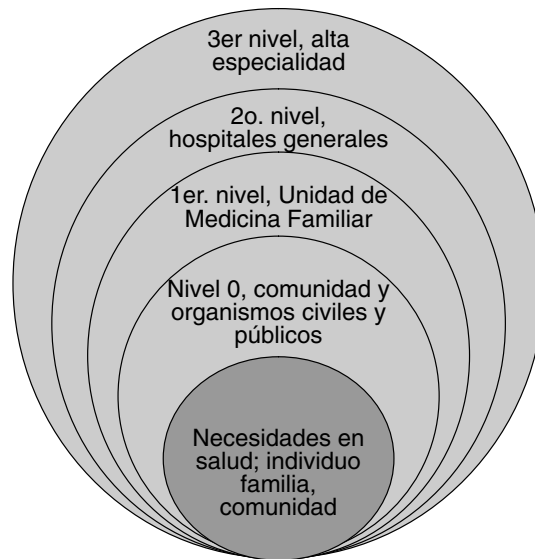 3er nivel, alta
especialidad
2o. nivel,
hospitales generales
1er. nivel, Unidad de
Medicina Familiar
Nivel 0, comunidad y
organismos civiles y
públicos
Necesidades en
salud; individuo
familia,
comunidad